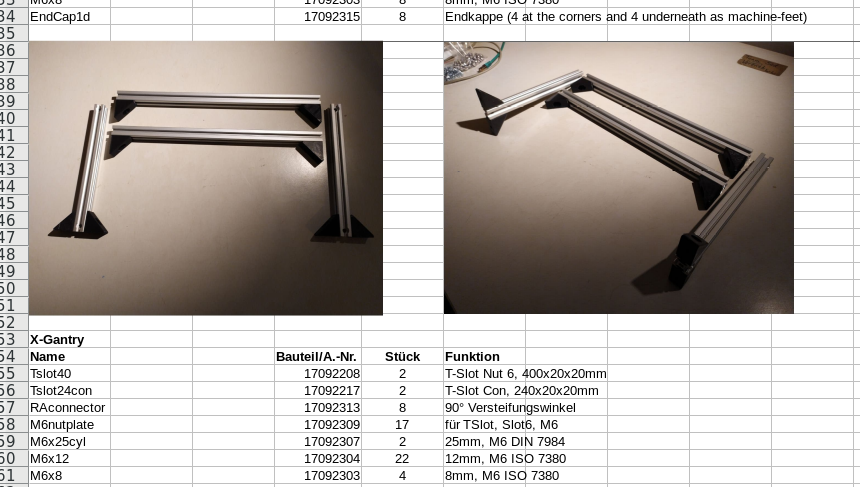 M6x8 17092303 8 8mm, M6 ISO 7380
34 EndCap1d 17092315 8 Endkappe (4 at the corners and 4 underneath as machine-feet)
35
36
37
38
39
40
41
42
43
44
45
46
47
48
49
50
51
52
53 X-Gantry
54 Name Bauteil/A.-Nr. Stück Funktion
55 Tslot40 17092208 2 T-Slot Nut 6, 400x20x20mm
56 Tslot24con 17092217 2 T-Slot Con, 240x20x20mm
57 RAconnector 17092313 8 90° Versteifungswinkel
58 M6nutplate 17092309 17 für TSlot, Slot6, M6
59 M6x25cyl 17092307 2 25mm, M6 DIN 7984
60 M6x12 17092304 22 12mm, M6 ISO 7380
61 M6x8 17092303 4 8mm, M6 ISO 7380